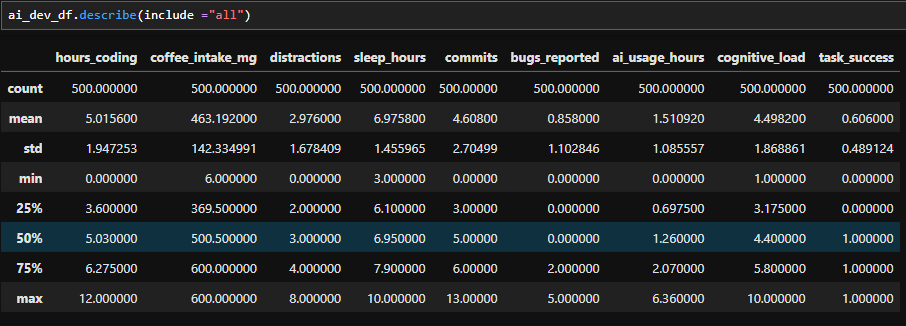 ai_dev_df.describe(include ="all")
hours_coding coffee_intake_mg distractions sleep_hours commits bugs_reported ai_usage_hours cognitive_load task_success
count 500.000000 500.000000 500.000000 500.000000 500.00000 500.000000 500.000000 500.000000 500.000000
mean 5.015600 463.192000 2.976000 6.975800 4.60800 0.858000 1.510920 4.498200 0.606000
std 1.947253 142.334991 1.678409 1.455965 2.70499 1.102846 1.085557 1.868861 0.489124
min 0.000000 6.000000 0.000000 3.000000 0.00000 0.000000 0.000000 1.000000 0.000000
25% 3.600000 369.500000 2.000000 6.100000 3.00000 0.000000 0.697500 3.175000 0.000000
50% 5.030000 500.500000 3.000000 6.950000 5.00000 0.000000 1.260000 4.400000 1.000000
75% 6.275000 600.000000 4.000000 7.900000 6.00000 2.000000 2.070000 5.800000 1.000000
max 12.000000 600.000000 8.000000 10.000000 13.00000 5.000000 6.360000 10.000000 1.000000